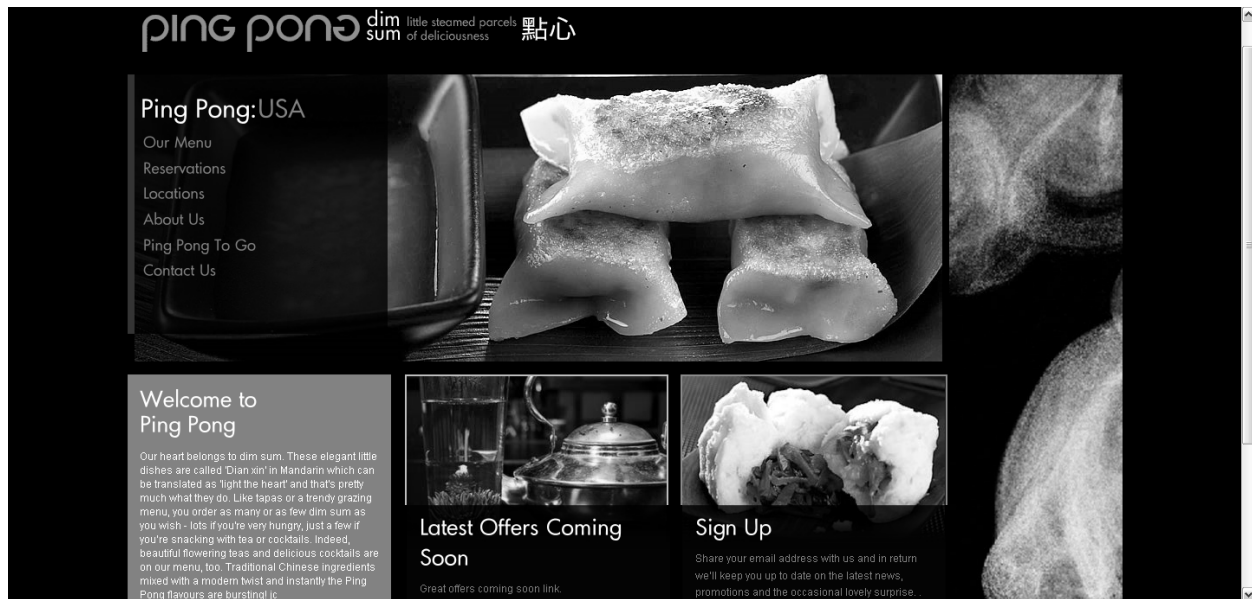 ping pong
dim sum
little steamed parcels
of deliciousness
點心
Ping Pong:USA
Our Menu
Reservations
Locations
About Us
Ping Pong To Go
Contact Us
Welcome to
Ping Pong
Our heart belongs to dim sum. These elegant little
dishes are called 'Dian xin' in Mandarin which can
be translated as 'light the heart' and that's pretty
much what they do. Like tapas or a trendy grazing
menu, you order as many or as few dim sum as
you wish - lots if you're very hungry, just a few if
you're snacking with tea or cocktails. Indeed,
beautiful flowering teas and delicious cocktails are
on our menu, too. Traditional Chinese ingredients
mixed with a modern twist and instantly the Ping
Pong flavours are bursting! jc
Latest Offers Coming
Soon
Great offers coming soon link.
Sign Up
Share your email address with us and in return
we'll keep you up to date on the latest news,
promotions and the occasional lovely surprise. .